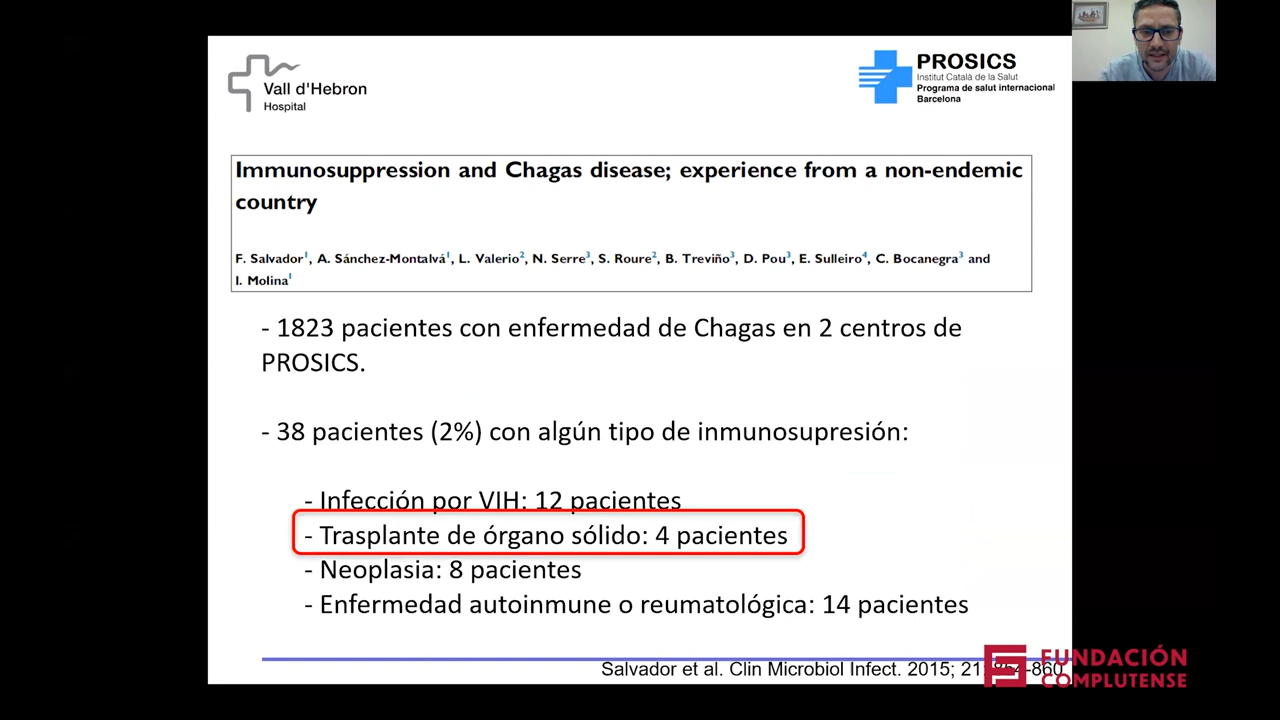 Vall d'Hebron
Hospital
PROSICS
Institut Català de la Salut
Programa de salut internacional
Barcelona
Immunosuppression and Chagas disease; experience from a non-endemic
country
F. Salvador1, A. Sánchez-Montalvá1, L. Valerio2, N. Serre3, S. Roure2, B. Treviño3, D. Pou3, E. Sulleiro4, C. Bocanegra3 and
I. Molina1
- 1823 pacientes con enfermedad de Chagas en 2 centros de
PROSICS.
- 38 pacientes (2%) con algún tipo de inmunosupresión:
- Infección por VIH: 12 pacientes
- Trasplante de órgano sólido: 4 pacientes
- Neoplasia: 8 pacientes
- Enfermedad autoinmune o reumatológica: 14 pacientes
Salvador et al. Clin Microbiol Infect. 2015; 21: 854-860
FUNDACIÓN
COMPLUTENSE